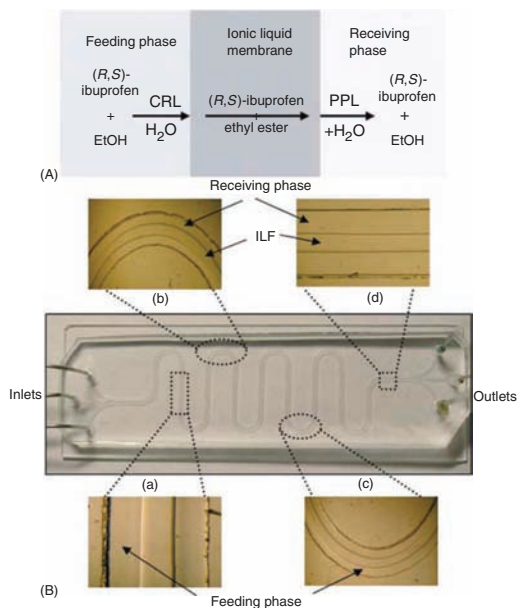 Feeding phase
Ionic liquid
membrane
Receiving
phase
(R,S)-
ibuprofen
+
EtOH
CRL
H2O
(R,S)-ibuprofen
ethyl ester
PPL
+H2O
(R,S)-
ibuprofen
+
EtOH
(A)
Receiving phase
ILF
(b)
(d)
Inlets
Outlets
(a)
(c)
(B)
Feeding phase